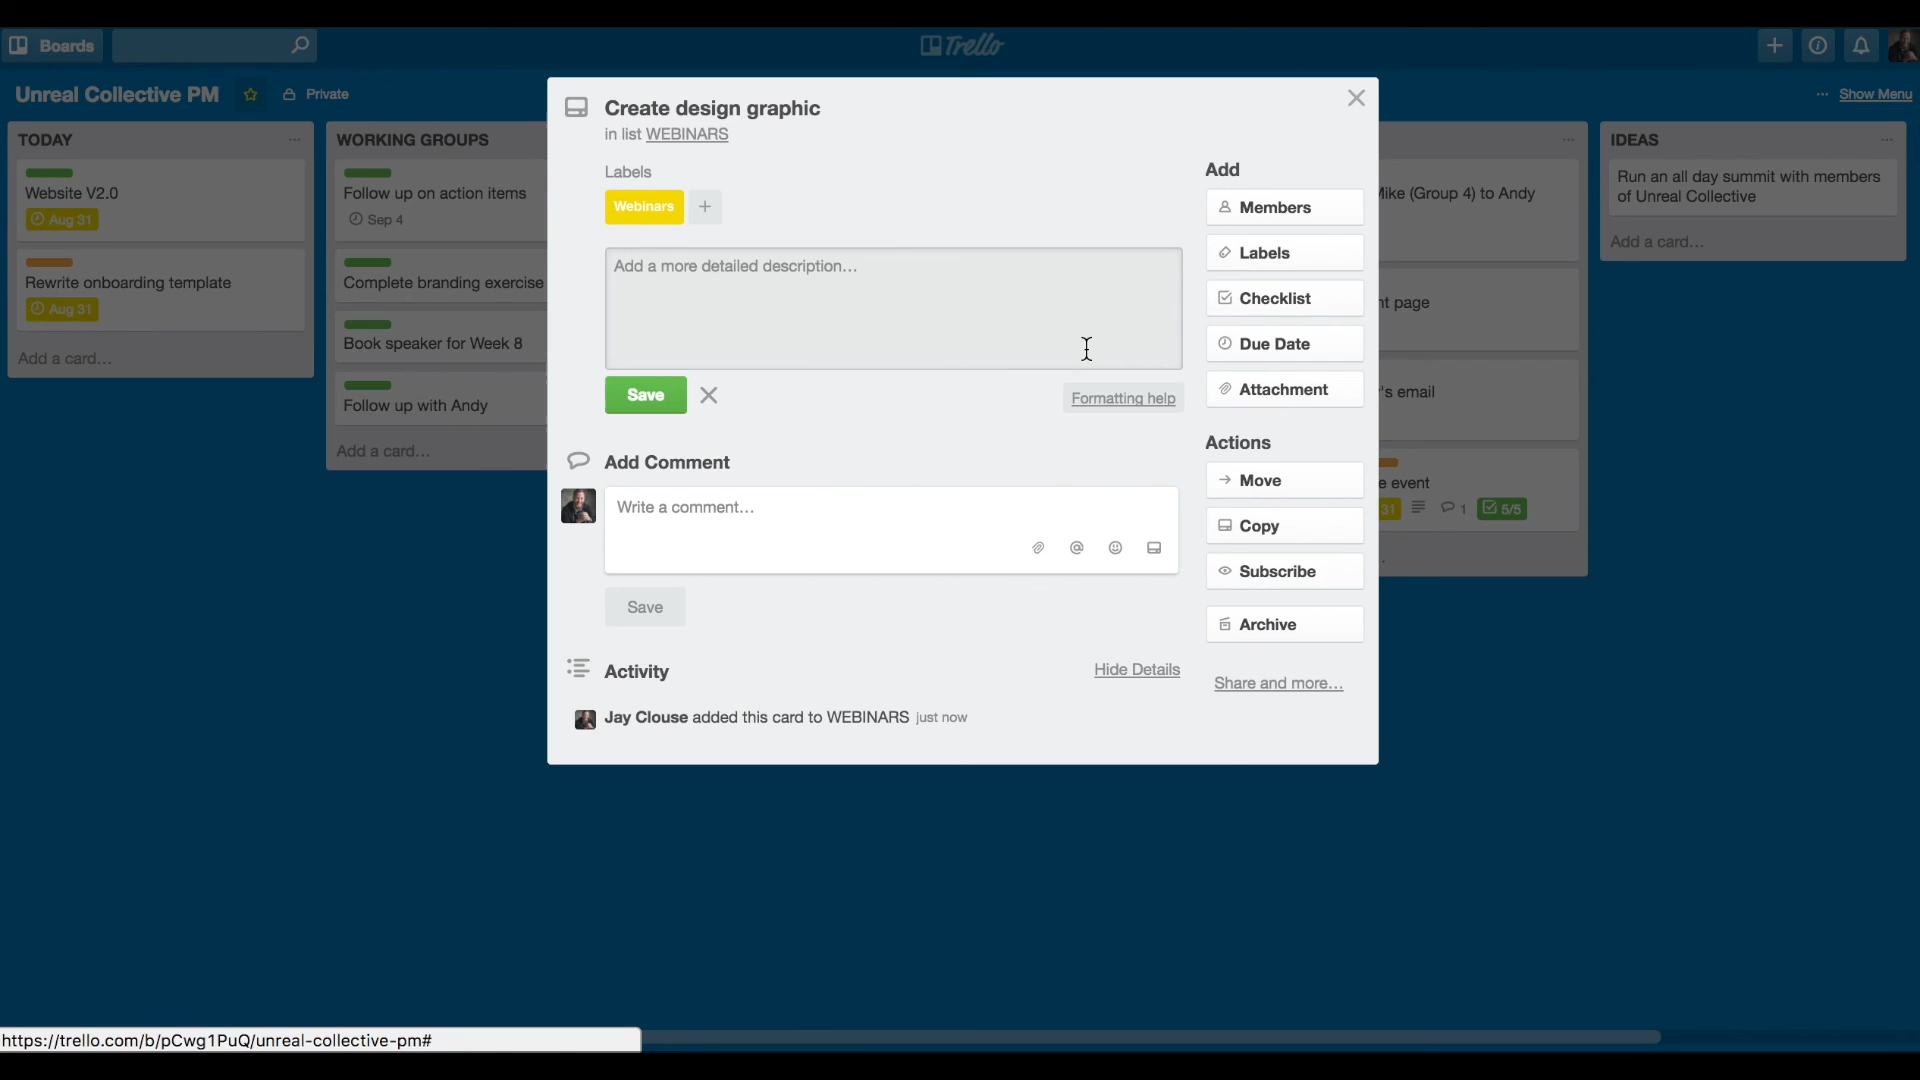 Boards
Trello
Unreal Collective PM
Private
... Show Menu
TODAY ...
Website V2.0
Aug 31
Rewrite onboarding template
Aug 31
Add a card...
WORKING GROUPS
Follow up on action items
Sep 4
Complete branding exercise
Book speaker for Week 8
Follow up with Andy
Add a card...
Create design graphic
in list WEBINARS
Labels
Webinars +
Add a more detailed description...
Save
Formatting help
Add Comment
Write a comment...
@
Save
Activity
Hide Details
Jay Clouse added this card to WEBINARS just now
Add
Members
Labels
Checklist
Due Date
Attachment
Actions
Move
Copy
Subscribe
Archive
Share and more...
...
Mike (Group 4) to Andy
page
's email
event
31 1 5/5
IDEAS ...
Run an all day summit with members
of Unreal Collective
Add a card...
https://trello.com/b/pCwg1PuQ/unreal-collective-pm#